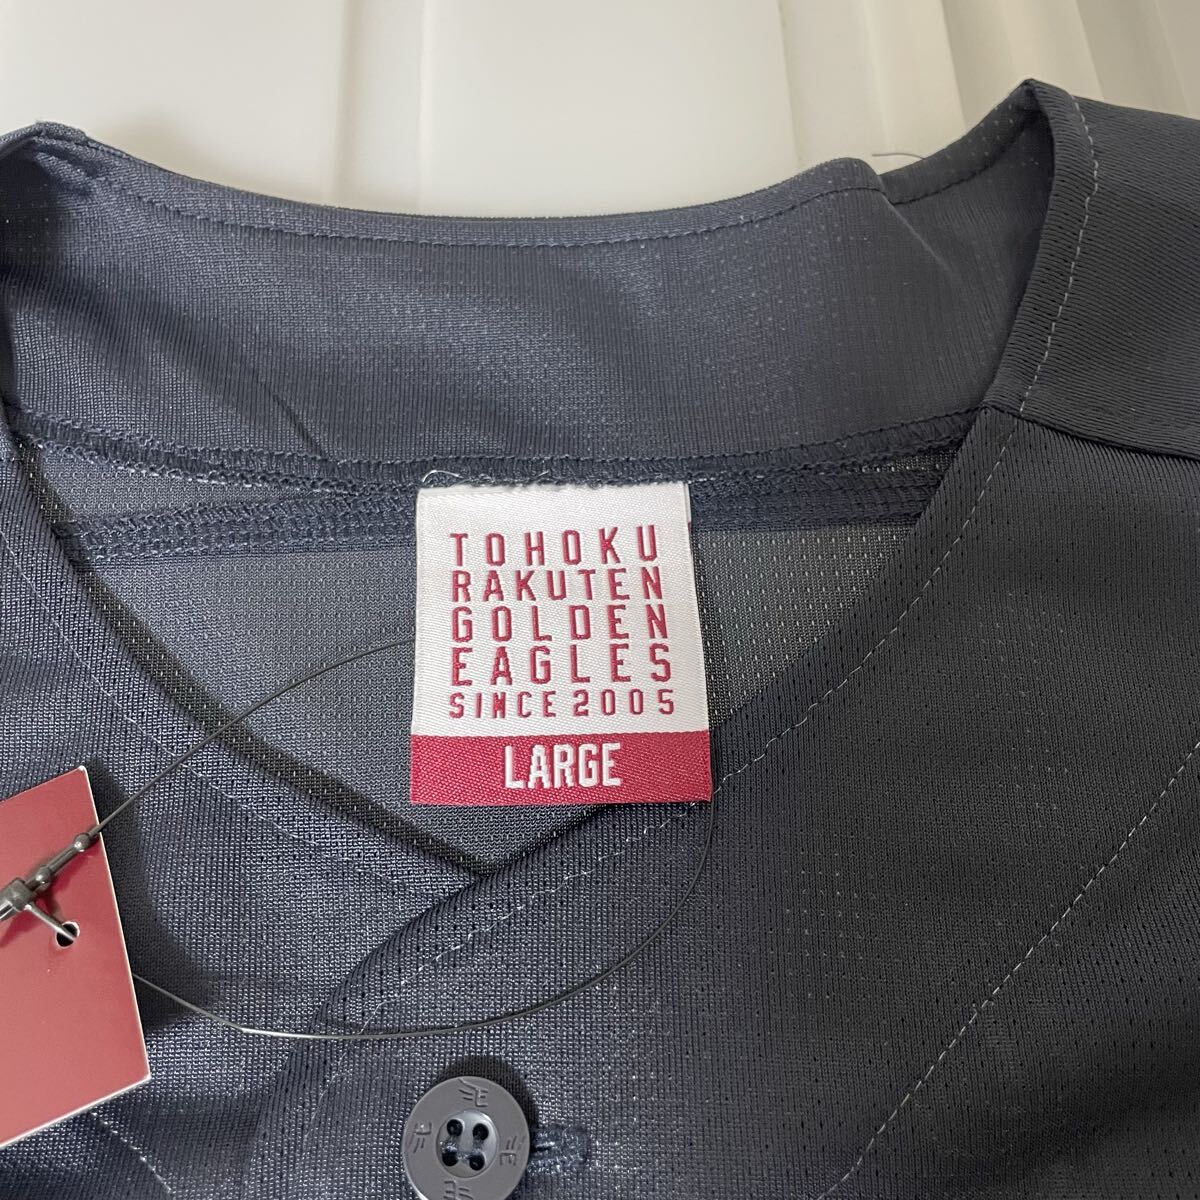 TOHOKU
RAKUTEN
GOLDEN
EAGLES
SINCE 2005
LARGE